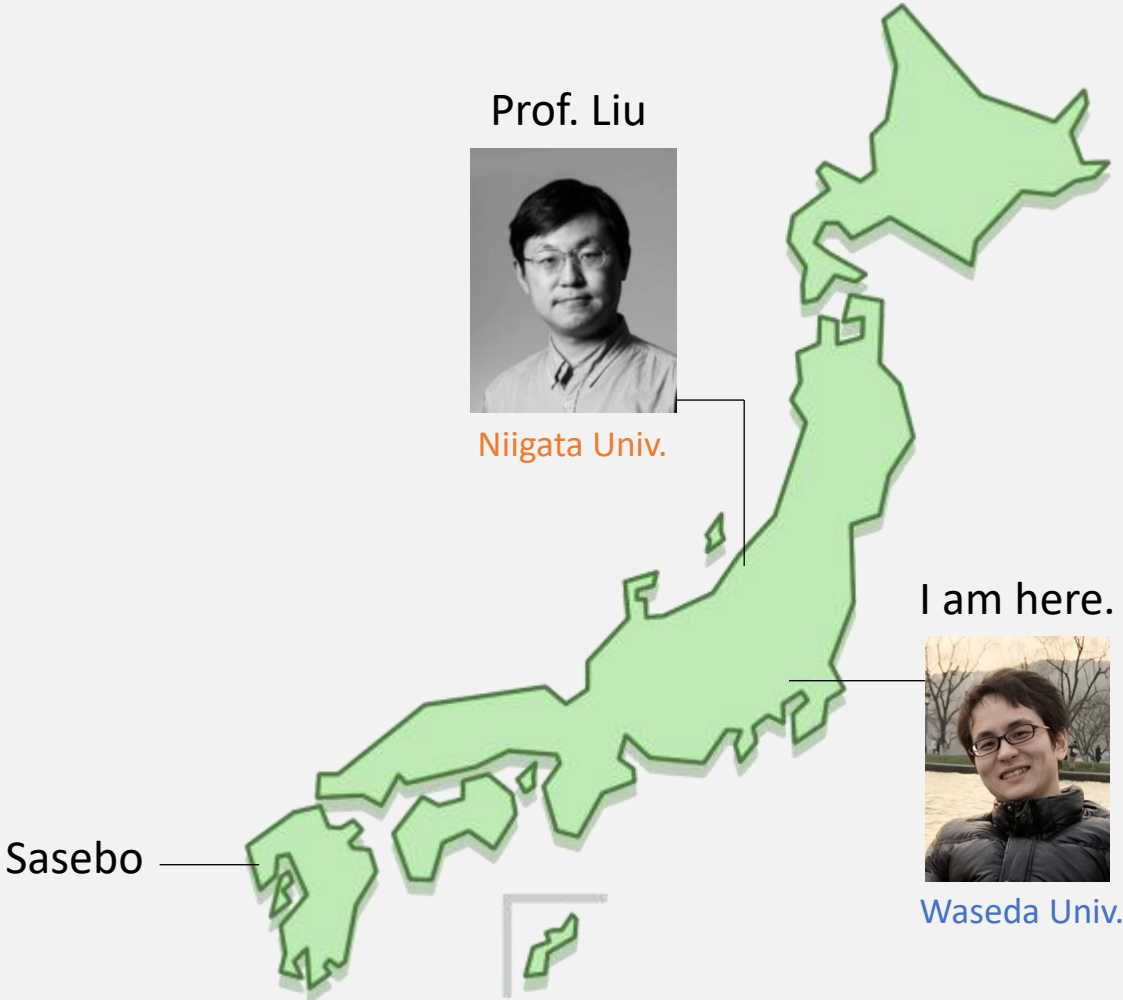 Prof. Liu
Niigata Univ.
I am here.
Waseda Univ.
Sasebo